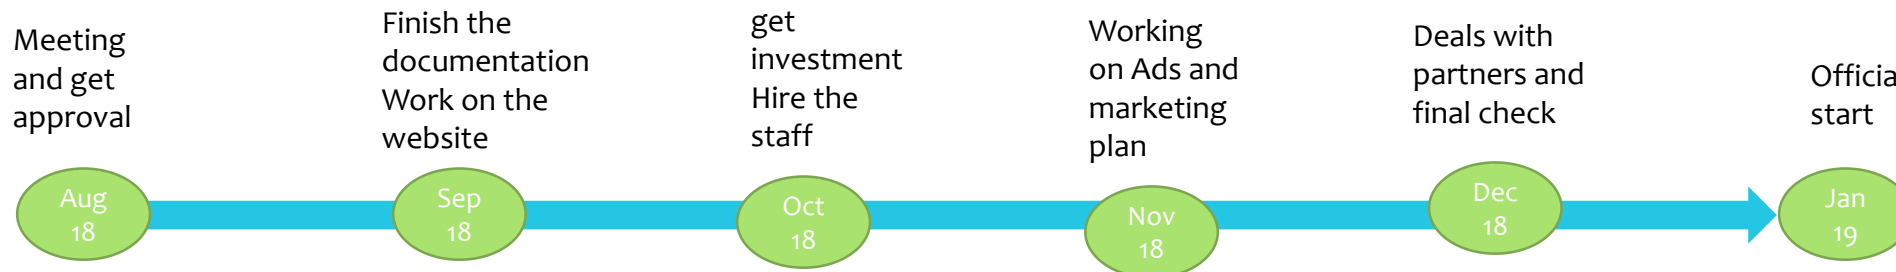 Meeting
and get
approval
Finish the
documentation
Work on the
website
get
investment
Hire the
staff
Working
on Ads and
marketing
plan
Deals with
partners and
final check
Officia
start
Aug
18
Sep
18
Oct
18
Nov
18
Dec
18
Jan
19